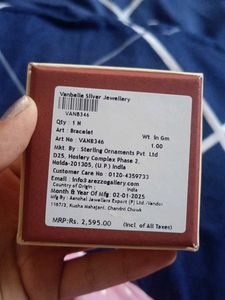 Vanbelle Silver Jewellery
VANB346
Qty : 1 N
Art : Bracelet
Wt. in Gm
Art No : VANB346
1.00
Mkt. By : Sterling Ornaments Pvt. Ltd
D25, Hosiery Complex Phase 2,
Noida-201305, (U.P.) India
Customer Care No : 0120-4359733
Email : info@arezzogallery.com
Country of Origin : India
Month & Year Of Mfg : 02-01-2025
Mfg By : Aanchal Jewellers Export (P) Ltd
1167/3, Kucha Mahajani, Chandni Chowk
MRP:Rs. 2,595.00 (Incl. of All Taxes)